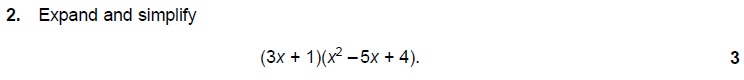 2. Expand and simplify
(3x + 1)(x² – 5x + 4). 3